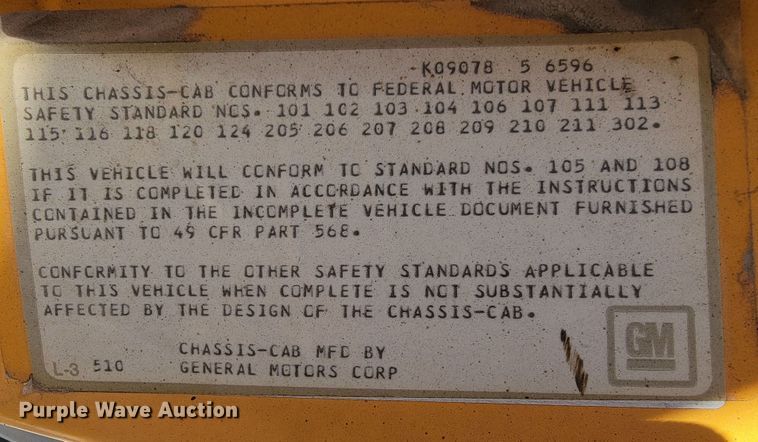 K09078 5 6596
THIS CHASSIS-CAB CONFORMS TO FEDERAL MOTOR VEHICLE
SAFETY STANDARD NOS. 101 102 103 104 106 107 111 113
115 116 118 120 124 205 206 207 208 209 210 211 302.
THIS VEHICLE WILL CONFORM TO STANDARD NOS. 105 AND 108
IF IT IS COMPLETED IN ACCORDANCE WITH THE INSTRUCTIONS
CONTAINED IN THE INCOMPLETE VEHICLE DOCUMENT FURNISHED
PURSUANT TO 49 CFR PART 568.
CONFORMITY TO THE OTHER SAFETY STANDARDS APPLICABLE
TO THIS VEHICLE WHEN COMPLETE IS NOT SUBSTANTIALLY
AFFECTED BY THE DESIGN OF THE CHASSIS-CAB.
CHASSIS-CAB MFD BY
GENERAL MOTORS CORP
L-3 510
GM
Purple Wave Auction